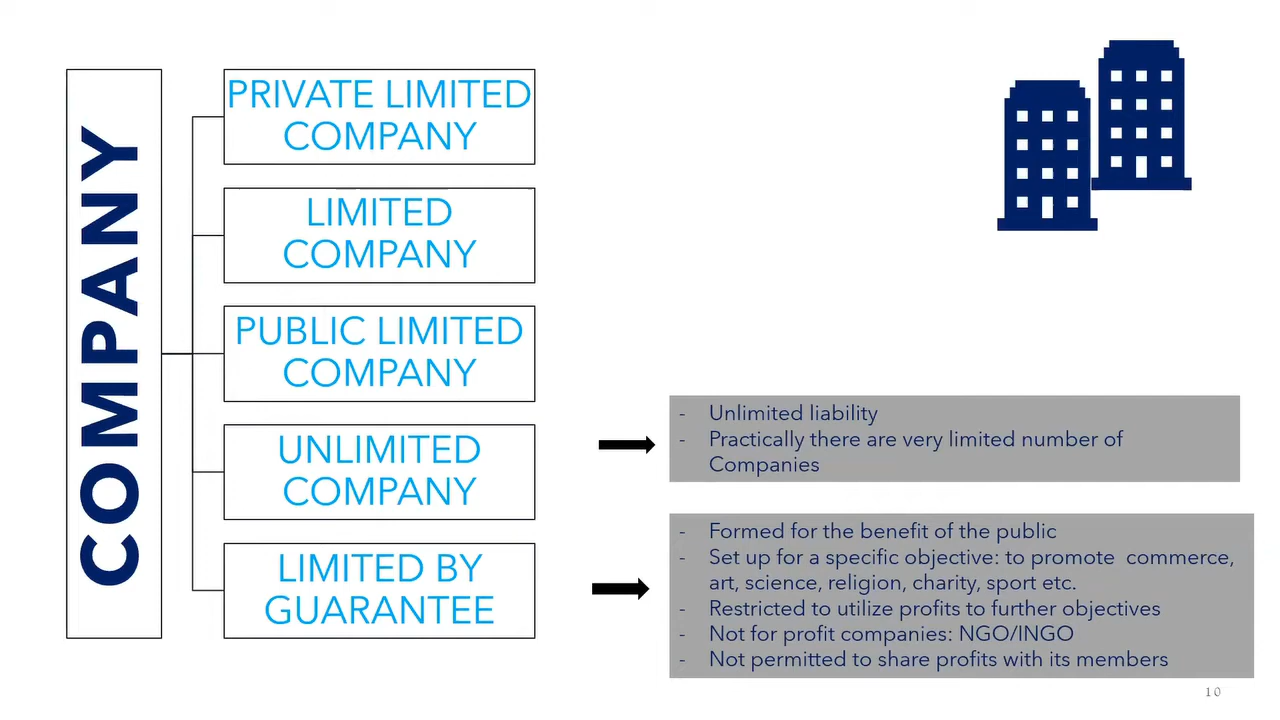 COMPANY
PRIVATE LIMITED
COMPANY
LIMITED
COMPANY
PUBLIC LIMITED
COMPANY
UNLIMITED
COMPANY
- Unlimited liability
- Practically there are very limited number of
Companies
LIMITED BY
GUARANTEE
- Formed for the benefit of the public
- Set up for a specific objective: to promote commerce,
art, science, religion, charity, sport etc.
- Restricted to utilize profits to further objectives
- Not for profit companies: NGO/INGO
- Not permitted to share profits with its members
10